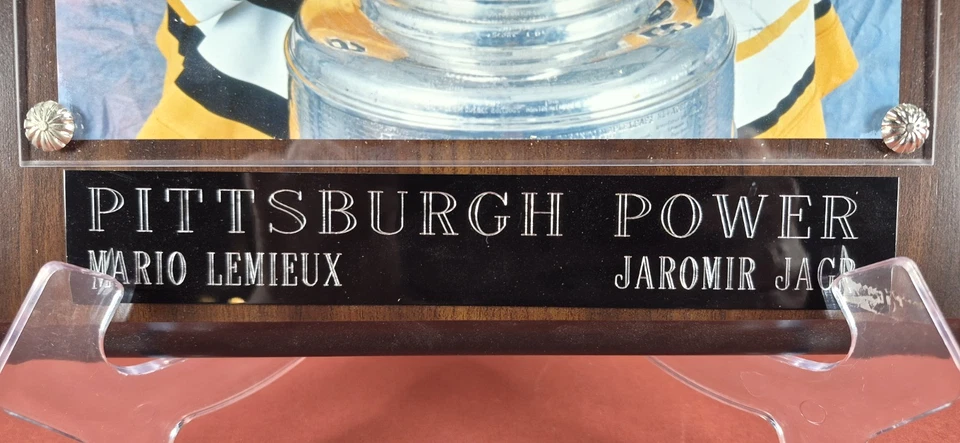 PITTSBURGH POWER
MARIO LEMIEUX JAROMIR JAGR